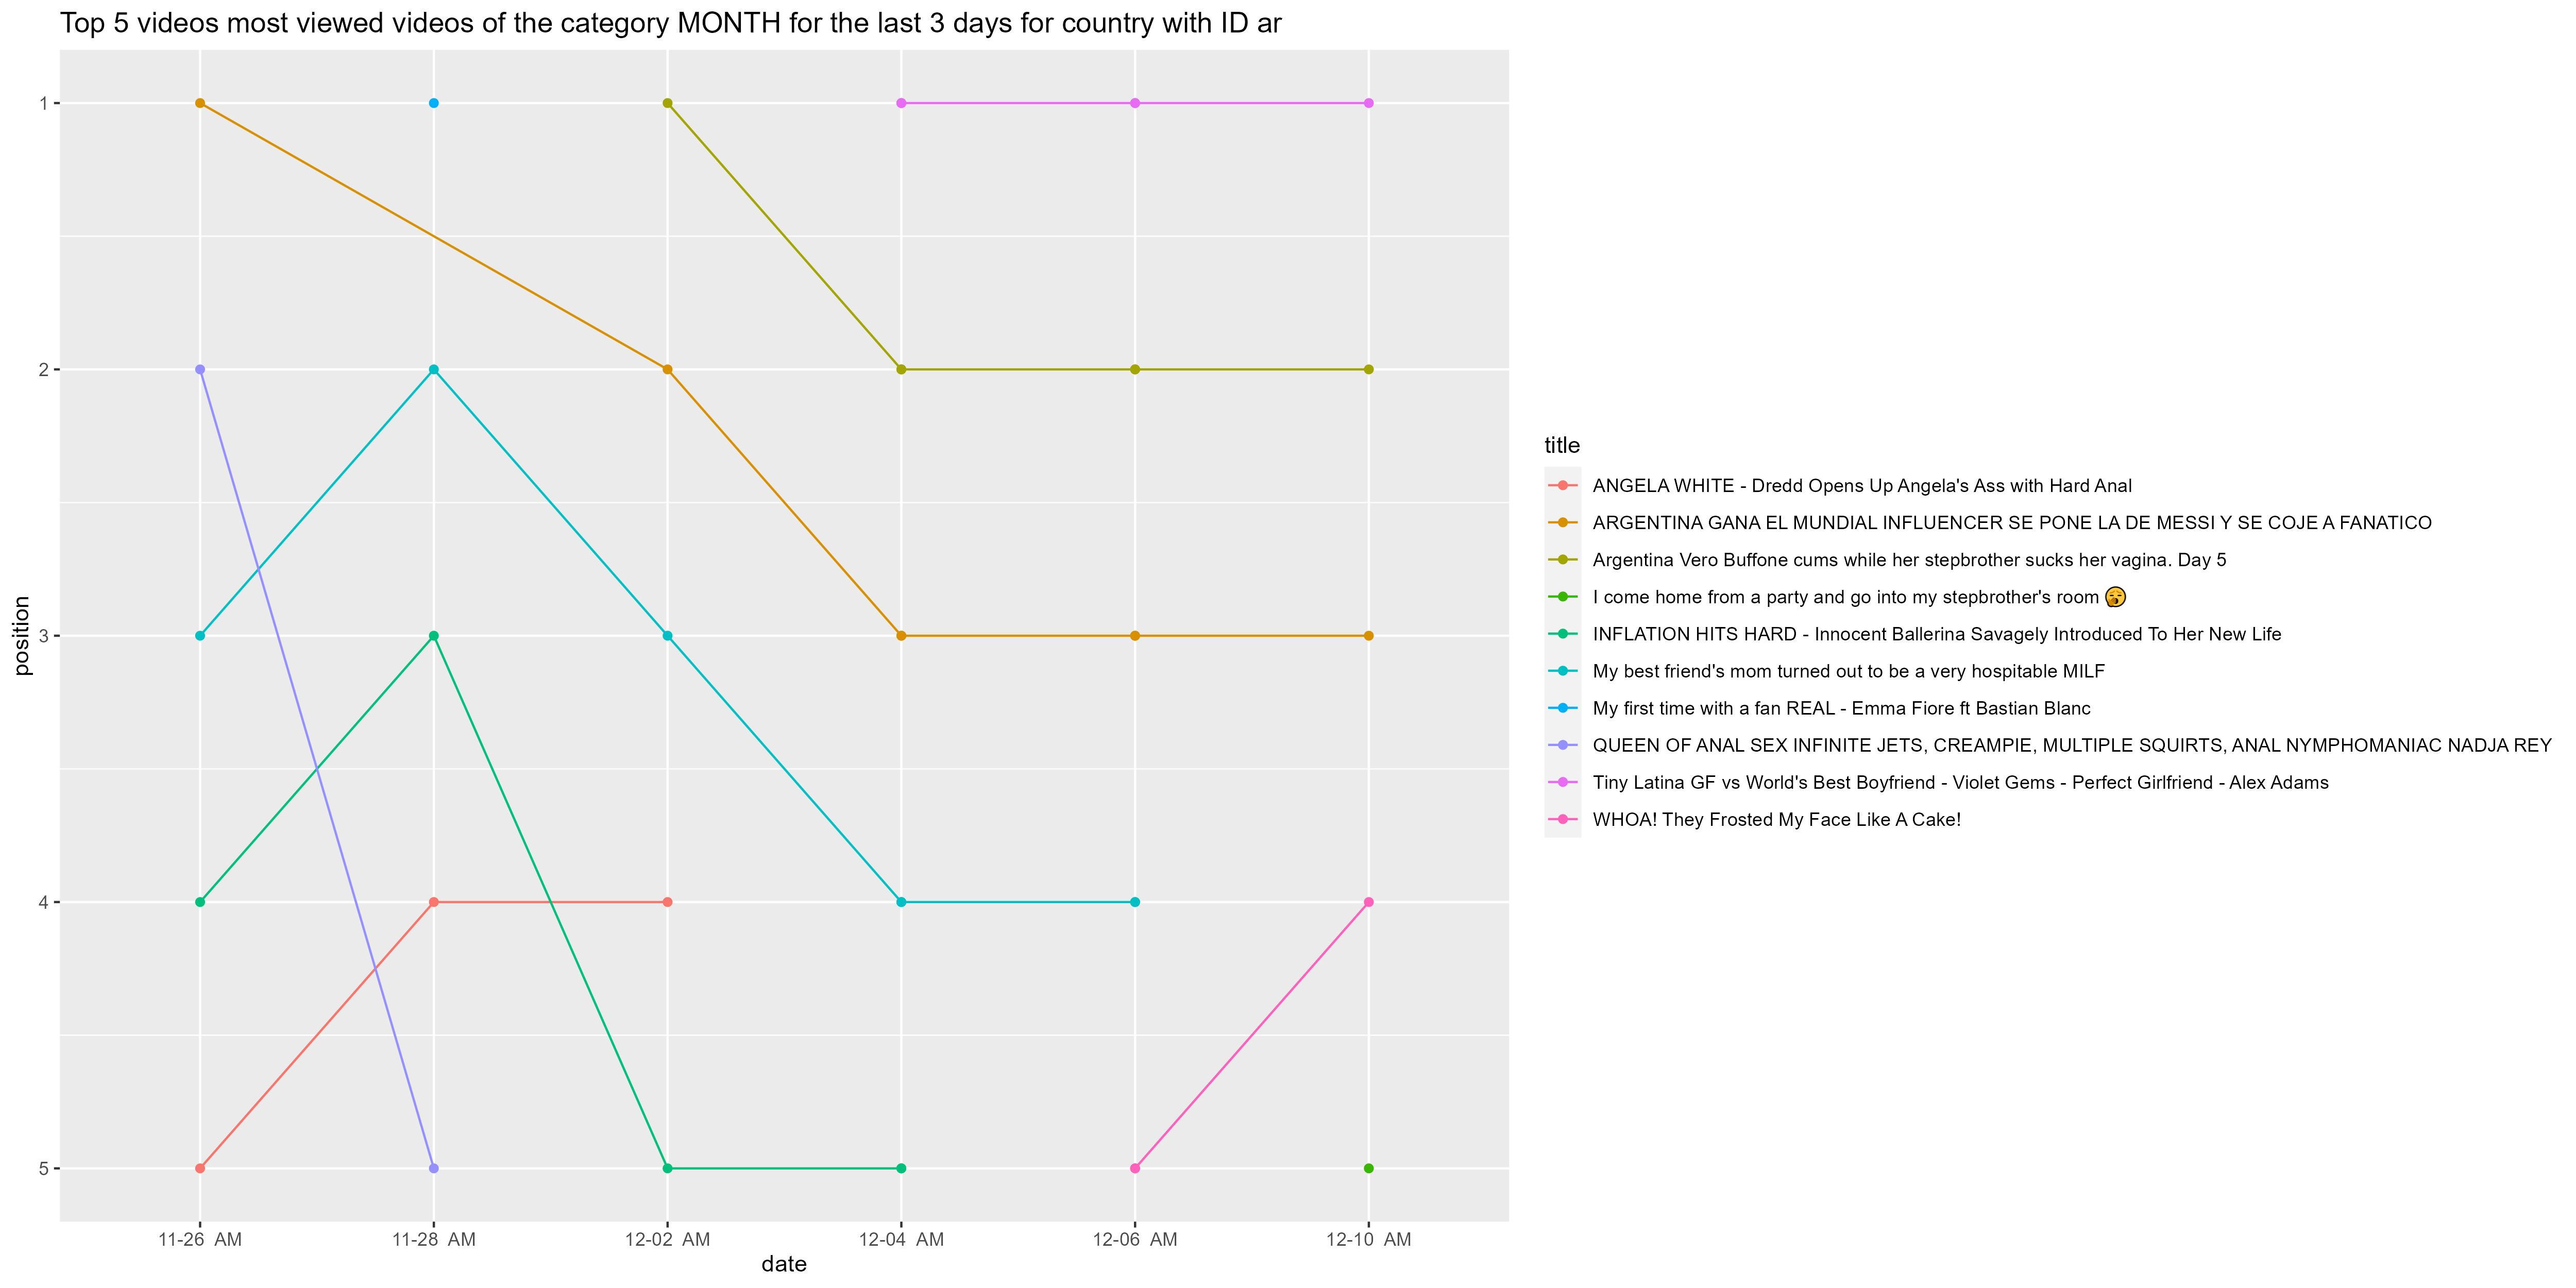 Top 5 videos most viewed videos of the category MONTH for the last 3 days for country with ID ar
position
1
2
3
4
5
11-26 AM
11-28 AM
12-02 AM
12-04 AM
12-06 AM
12-10 AM
date
title
ANGELA WHITE - Dredd Opens Up Angela's Ass with Hard Anal
ARGENTINA GANA EL MUNDIAL INFLUENCER SE PONE LA DE MESSI Y SE COJE A FANATICO
Argentina Vero Buffone cums while her stepbrother sucks her vagina. Day 5
I come home from a party and go into my stepbrother's room 🥱
INFLATION HITS HARD - Innocent Ballerina Savagely Introduced To Her New Life
My best friend's mom turned out to be a very hospitable MILF
My first time with a fan REAL - Emma Fiore ft Bastian Blanc
QUEEN OF ANAL SEX INFINITE JETS, CREAMPIE, MULTIPLE SQUIRTS, ANAL NYMPHOMANIAC NADJA REY
Tiny Latina GF vs World's Best Boyfriend - Violet Gems - Perfect Girlfriend - Alex Adams
WHOA! They Frosted My Face Like A Cake!